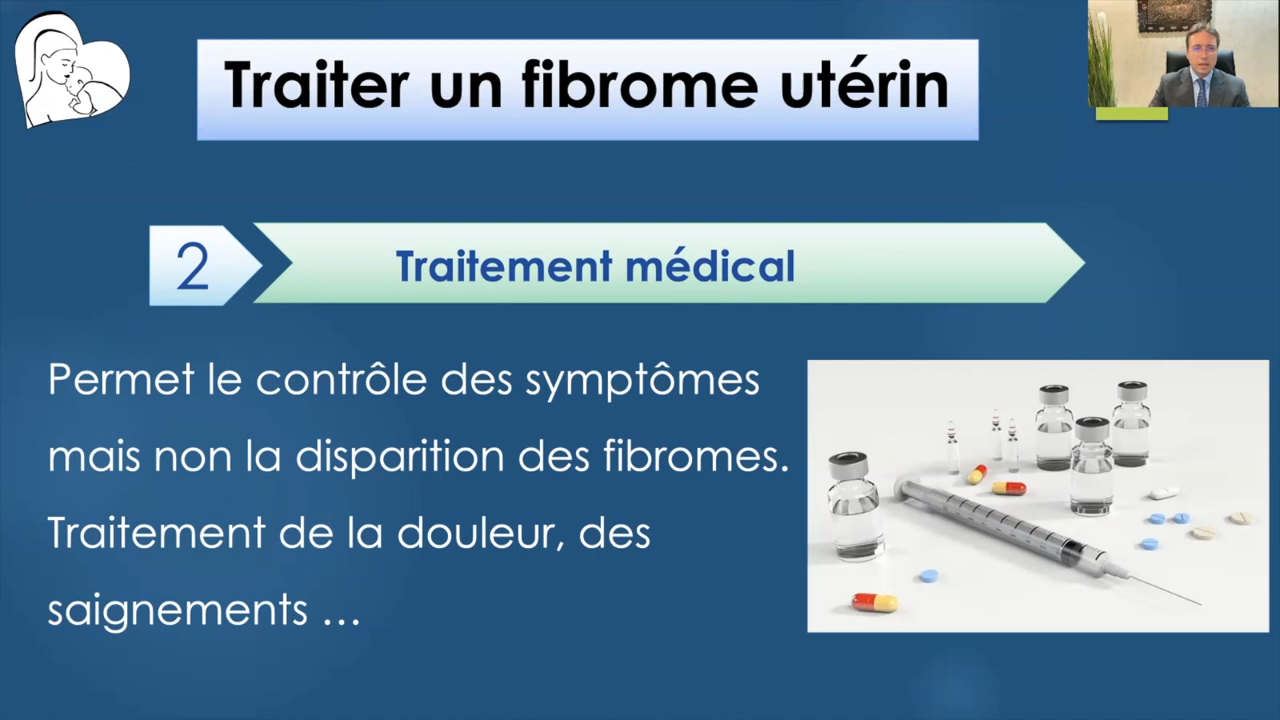 Traiter un fibrome utérin
2
Traitement médical
Permet le contrôle des symptômes
mais non la disparition des fibromes.
Traitement de la douleur, des
saignements …